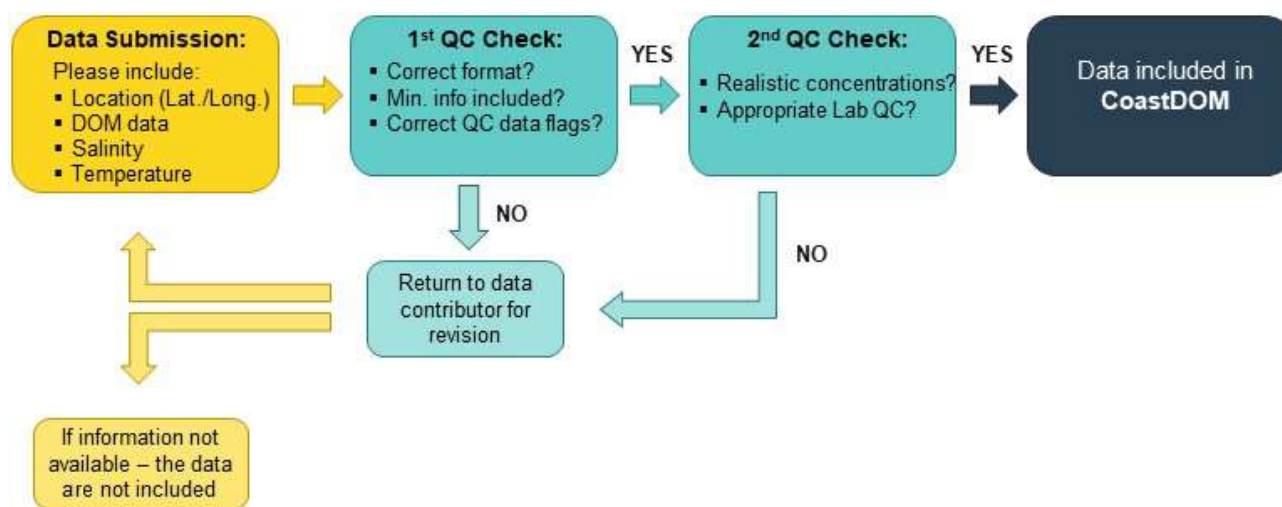 Data Submission:
Please include:
▪ Location (Lat./Long.)
▪ DOM data
▪ Salinity
▪ Temperature
1st QC Check:
▪ Correct format?
▪ Min. info included?
▪ Correct QC data flags?
YES
2nd QC Check:
▪ Realistic concentrations?
▪ Appropriate Lab QC?
YES
Data included in
CoastDOM
NO
NO
Return to data
contributor for
revision
If information not
available – the data
are not included